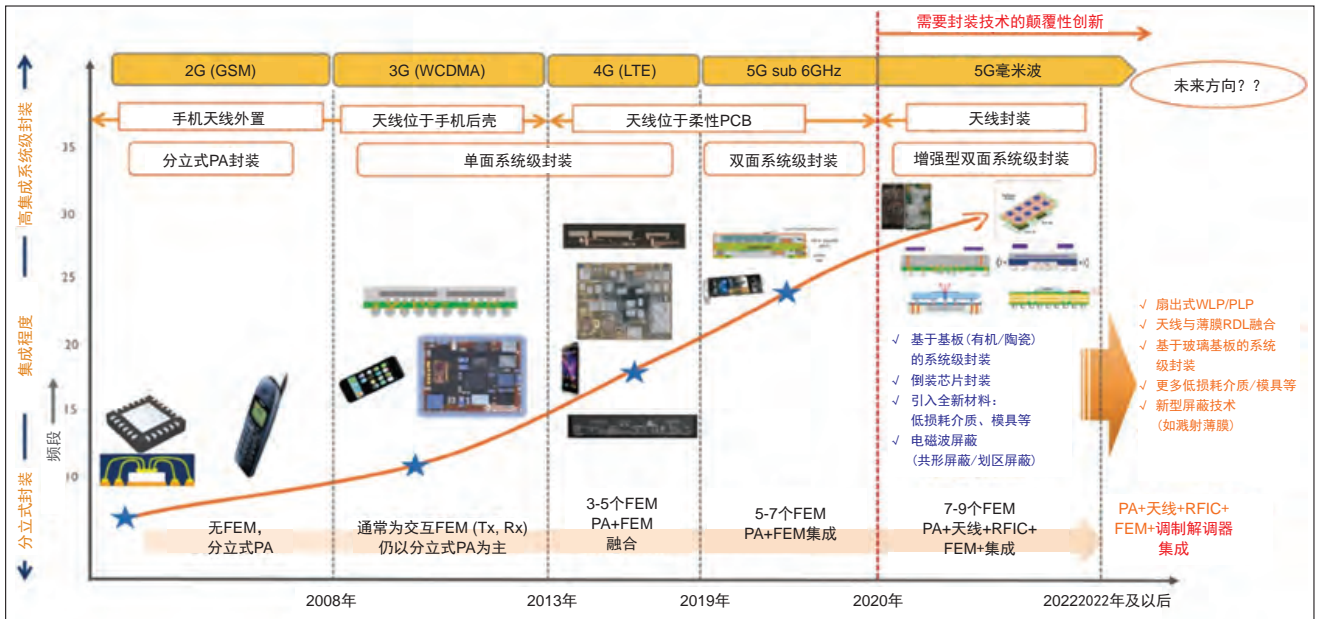 需要封装技术的颠覆性创新
2G (GSM)
3G (WCDMA)
4G (LTE)
5G sub 6GHz
5G毫米波
未来方向? ?
手机天线外置
天线位于手机后壳
天线位于柔性PCB
天线封装
分立式PA封装
单面系统级封装
双面系统级封装
增强型双面系统级封装
高集成系统级封装
集成程度
分立式封装
频段
35
30
25
20
15
10
√ 基于基板(有机/陶瓷)
的系统级封装
√ 倒装芯片封装
√ 引入全新材料:
低损耗介质、模具等
√ 电磁波屏蔽
(共形屏蔽/划区屏蔽)
√ 扇出式WLP/PLP
√ 天线与薄膜RDL融合
√ 基于玻璃基板的系统
级封装
√ 更多低损耗介质/模具等
√ 新型屏蔽技术
(如溅射薄膜)
无FEM,
分立式PA
通常为交互FEM (Tx, Rx)
仍以分立式PA为主
3-5个FEM
PA+FEM
融合
5-7个FEM
PA+FEM集成
7-9个FEM
PA+天线+RFIC+
FEM+集成
PA+天线+RFIC+
FEM+调制解调器
集成
2008年
2013年
2019年
2020年
20222022年及以后